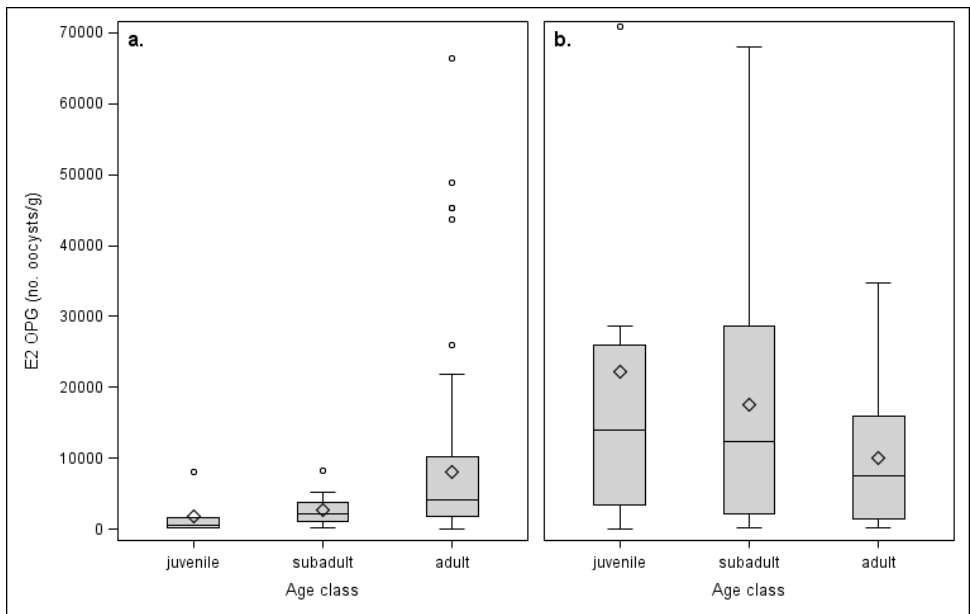 a.
b.
70000
60000
50000
40000
30000
20000
10000
0
E2 OPG (no. oocysts/g)
juvenile subadult adult
juvenile subadult adult
Age class
Age class